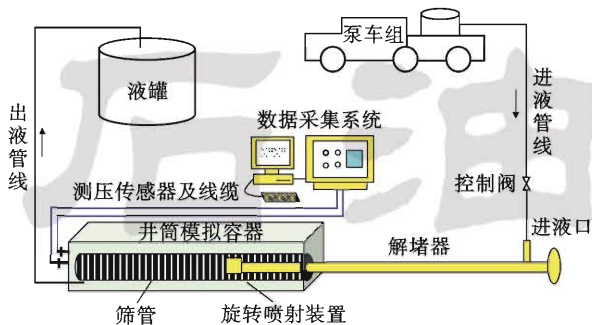 泵车组
液罐
进液管线
出液管线
数据采集系统
测压传感器及线缆
控制阀
进液口
井筒模拟容器
解堵器
筛管
旋转喷射装置
石油